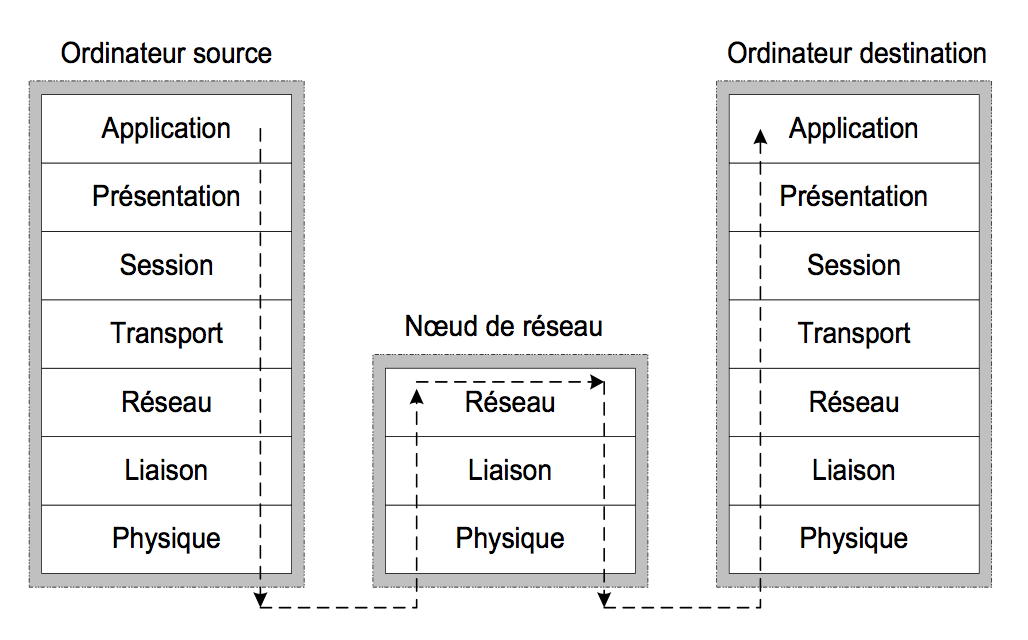 Ordinateur source
Application
Présentation
Session
Transport
Réseau
Liaison
Physique
Nœud de réseau
Réseau
Liaison
Physique
Ordinateur destination
Application
Présentation
Session
Transport
Réseau
Liaison
Physique